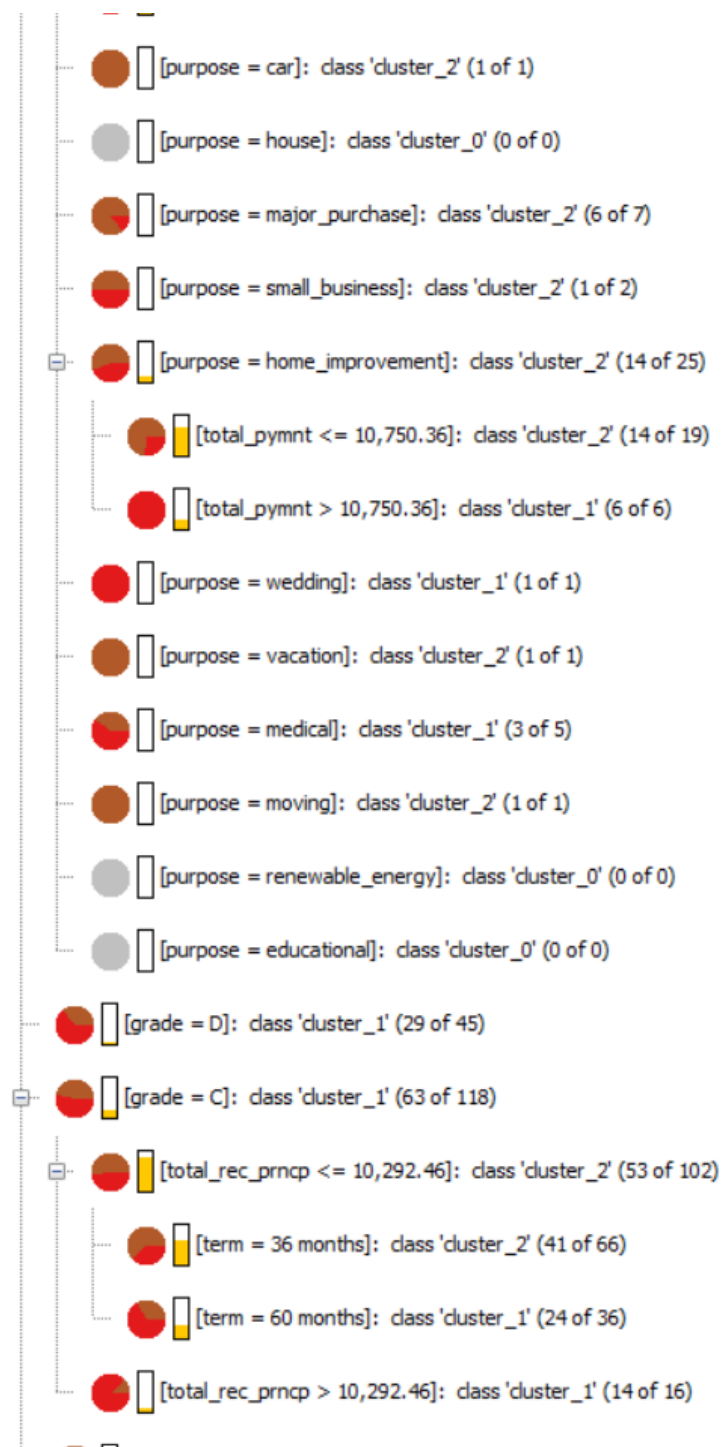 [purpose = car]: class 'cluster_2' (1 of 1)
[purpose = house]: class 'cluster_0' (0 of 0)
[purpose = major_purchase]: class 'cluster_2' (6 of 7)
[purpose = small_business]: class 'cluster_2' (1 of 2)
[purpose = home_improvement]: class 'cluster_2' (14 of 25)
[total_pymnt <= 10,750.36]: class 'cluster_2' (14 of 19)
[total_pymnt > 10,750.36]: class 'cluster_1' (6 of 6)
[purpose = wedding]: class 'cluster_1' (1 of 1)
[purpose = vacation]: class 'cluster_2' (1 of 1)
[purpose = medical]: class 'cluster_1' (3 of 5)
[purpose = moving]: class 'cluster_2' (1 of 1)
[purpose = renewable_energy]: class 'cluster_0' (0 of 0)
[purpose = educational]: class 'cluster_0' (0 of 0)
[grade = D]: class 'cluster_1' (29 of 45)
[grade = C]: class 'cluster_1' (63 of 118)
[total_rec_prncp <= 10,292.46]: class 'cluster_2' (53 of 102)
[term = 36 months]: class 'cluster_2' (41 of 66)
[term = 60 months]: class 'cluster_1' (24 of 36)
[total_rec_prncp > 10,292.46]: class 'cluster_1' (14 of 16)